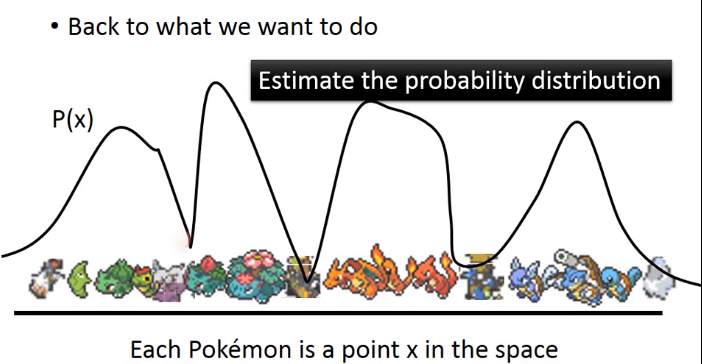 • Back to what we want to do
Estimate the probability distribution
P(x)
Each Pokémon is a point x in the space